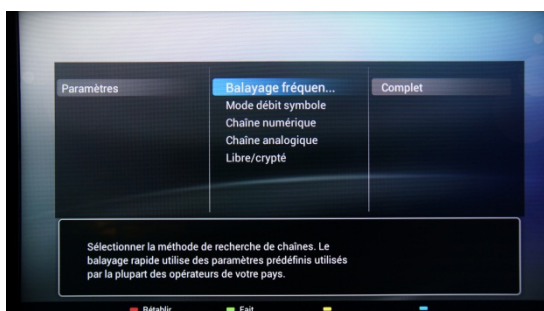 Paramètres
Balayage fréquen...
Complet
Mode débit symbole
Chaîne numérique
Chaîne analogique
Libre/crypté
Sélectionner la méthode de recherche de chaînes. Le
balayage rapide utilise des paramètres prédéfinis utilisés
par la plupart des opérateurs de votre pays.
Rétablir
Fait